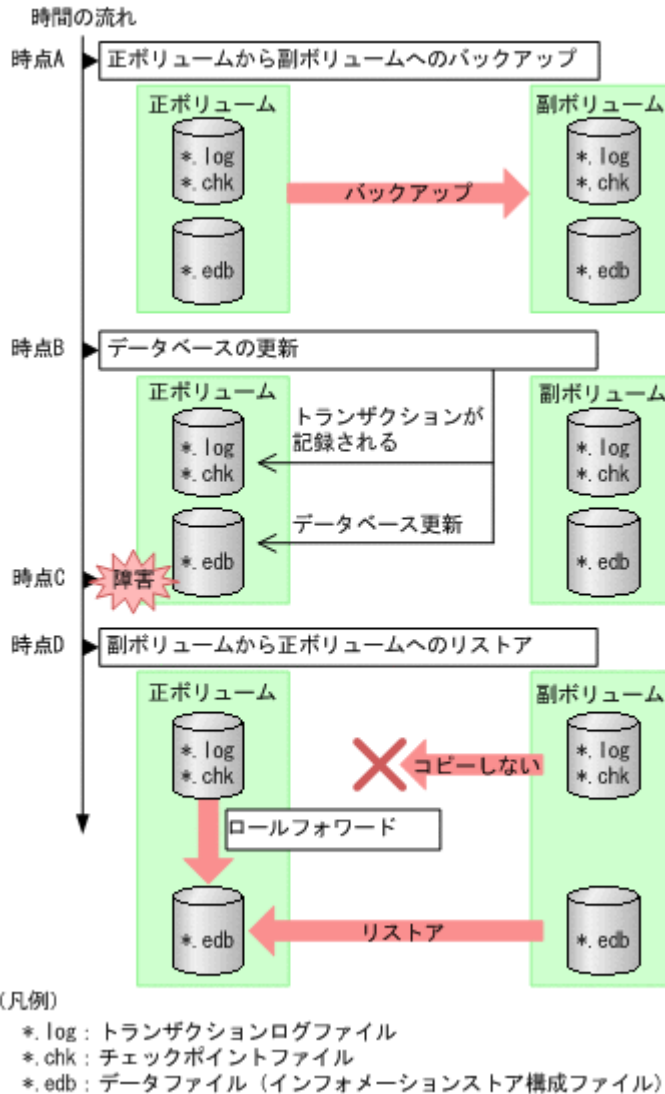 時間の流れ
時点A
正ボリュームから副ボリュームへのバックアップ
正ボリューム
副ボリューム
*.log
*.chk
バックアップ
*.log
*.chk
*.edb
*.edb
時点B
データベースの更新
正ボリューム
副ボリューム
トランザクションが
記録される
*.log
*.chk
*.log
*.chk
データベース更新
*.edb
*.edb
時点C
障害
時点D
副ボリュームから正ボリュームへのリストア
正ボリューム
副ボリューム
*.log
*.chk
コピーしない
*.log
*.chk
ロールフォワード
*.edb
リストア
*.edb
(凡例)
*.log:トランザクションログファイル
*.chk:チェックポイントファイル
*.edb:データファイル(インフォメーションストア構成ファイル)